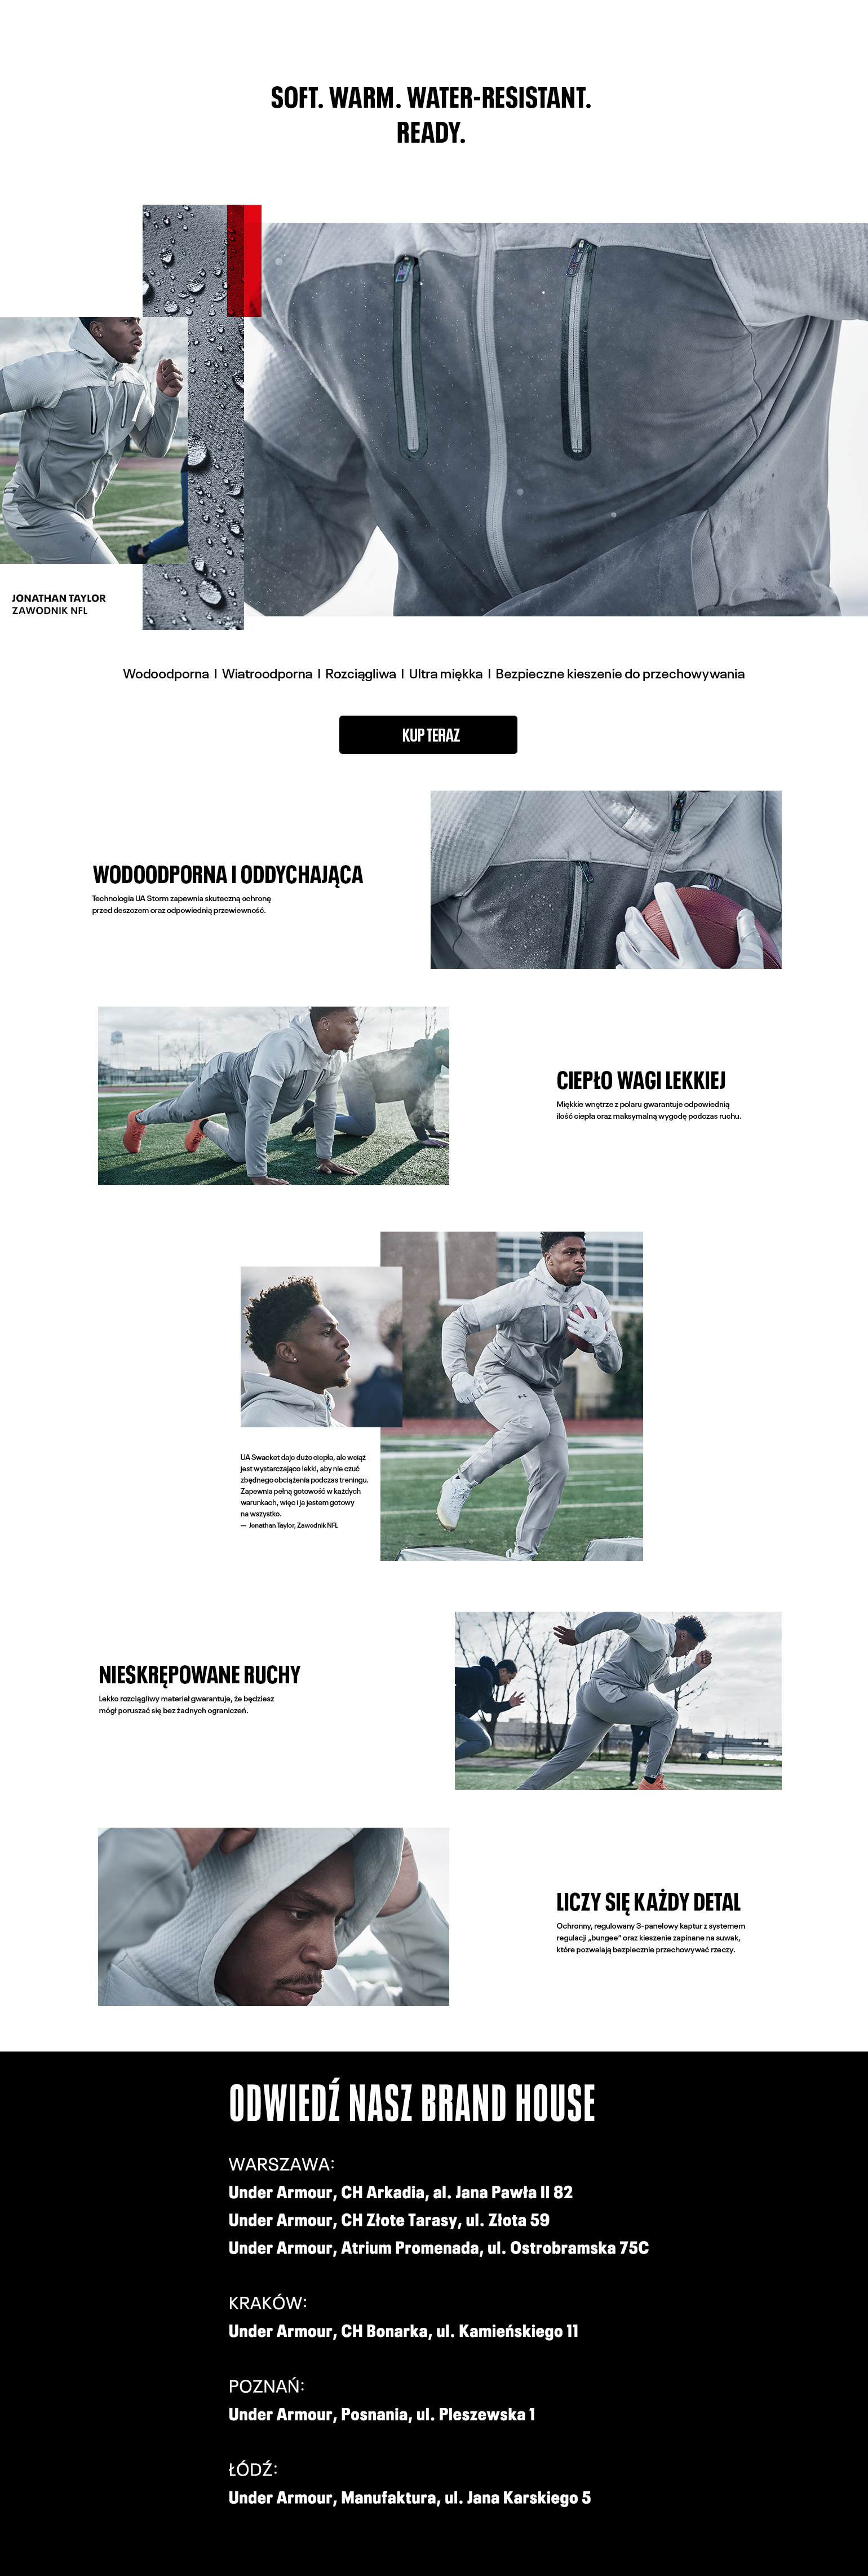 SOFT. WARM. WATER-RESISTANT.
READY.
JONATHAN TAYLOR
ZAWODNIK NFL
Wodoodporna I Wiatroodporna I Rozciągliwa I Ultra miękka I Bezpieczne kieszenie do przechowywania
KUP TERAZ
WODOODPORNA I ODDYCHAJĄCA
Technologia UA Storm zapewnia skuteczną ochronę
przed deszczem oraz odpowiednią przewiewność.
CIEPŁO WAGI LEKKIEJ
Miękkie wnętrze z polaru gwarantuje odpowiednią
ilość ciepła oraz maksymalną wygodę podczas ruchu.
UA Swacket daje dużo ciepła, ale wciąż
jest wystarczająco lekki, aby nie czuć
zbędnego obciążenia podczas treningu.
Zapewnia pełną gotowość w każdych
warunkach, więc i ja jestem gotowy
na wszystko.
— Jonathan Taylor, Zawodnik NFL
NIESKRĘPOWANE RUCHY
Lekko rozciągliwy materiał gwarantuje, że będziesz
mógł poruszać się bez żadnych ograniczeń.
LICZY SIĘ KAŻDY DETAL
Ochronny, regulowany 3-panelowy kaptur z systemem
regulacji „bungee” oraz kieszenie zapinane na suwak,
które pozwalają bezpiecznie przechowywać rzeczy.
ODWIEDŹ NASZ BRAND HOUSE
WARSZAWA:
Under Armour, CH Arkadia, al. Jana Pawła II 82
Under Armour, CH Złote Tarasy, ul. Złota 59
Under Armour, Atrium Promenada, ul. Ostrobramska 75C
KRAKÓW:
Under Armour, CH Bonarka, ul. Kamieńskiego 11
POZNAŃ:
Under Armour, Posnania, ul. Pleszewska 1
ŁÓDŹ:
Under Armour, Manufaktura, ul. Jana Karskiego 5